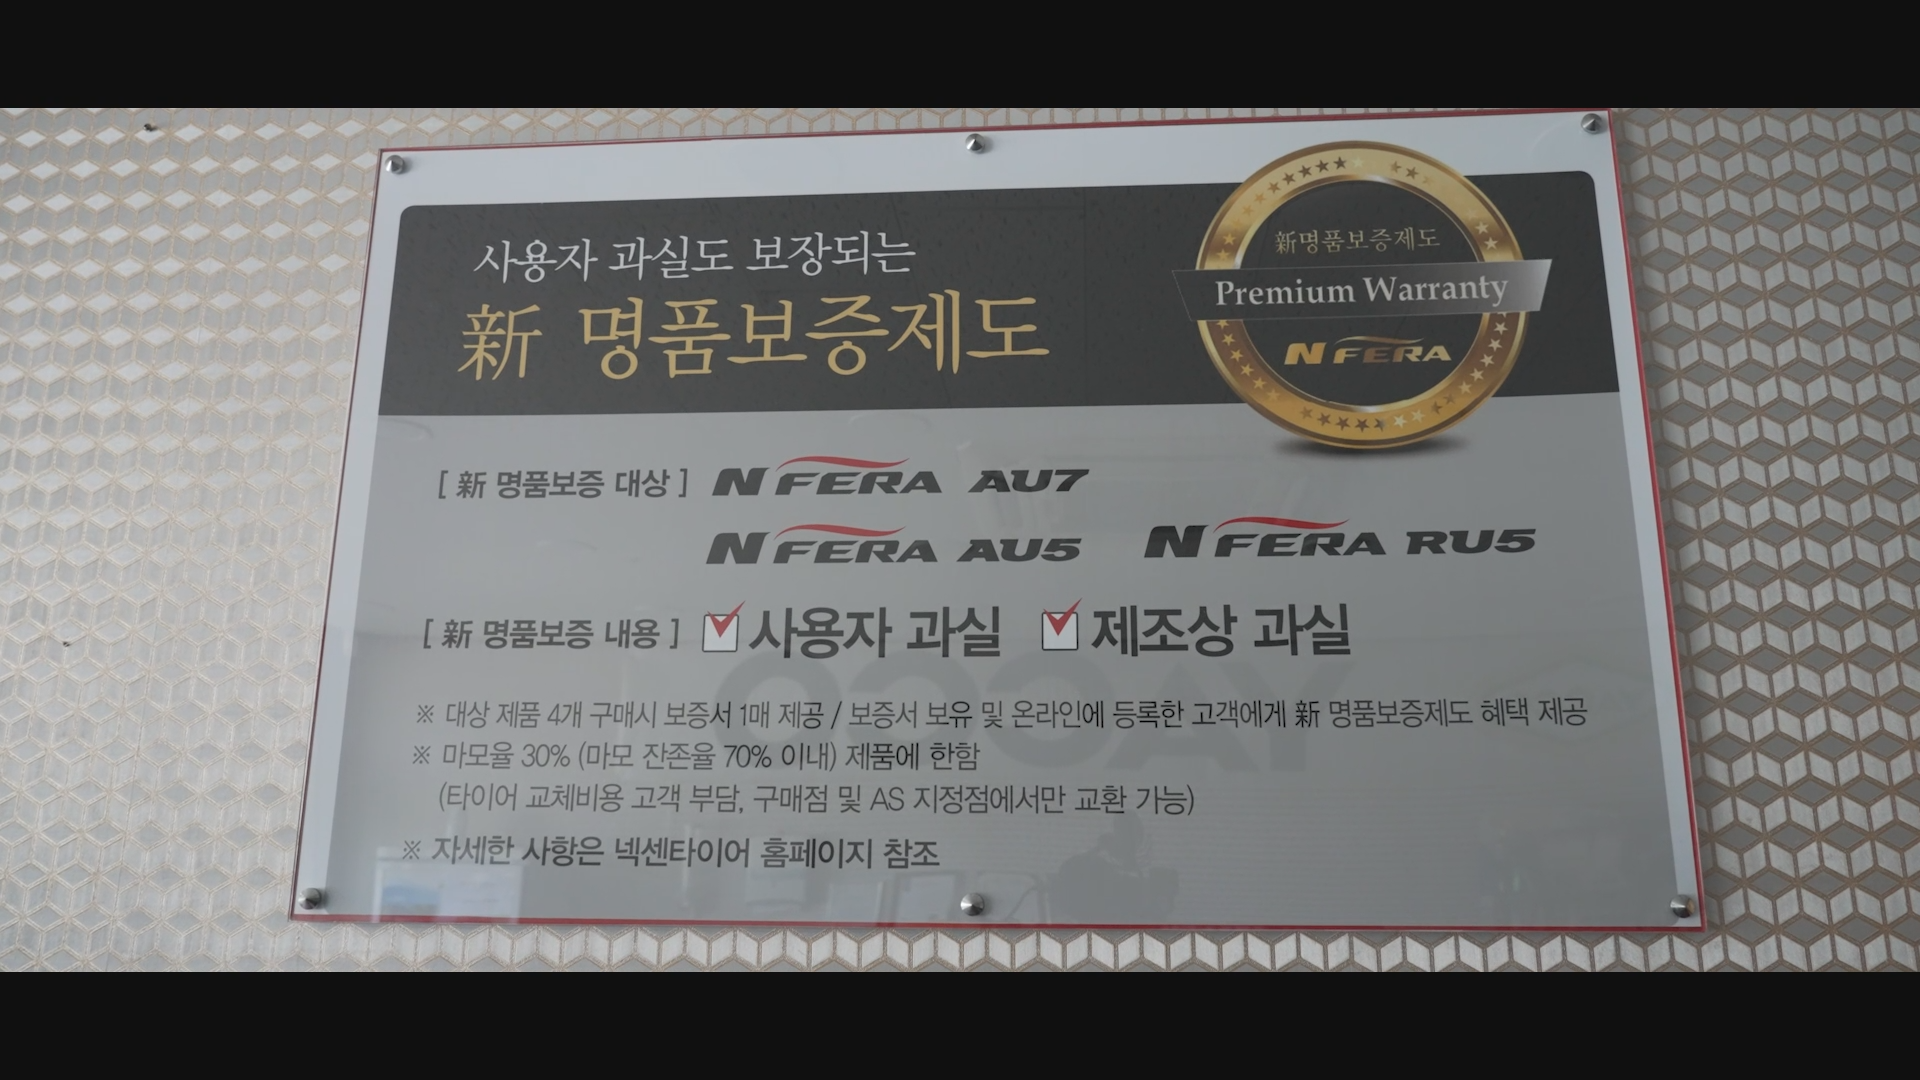 사용자 과실도 보장되는
新 명품보증제도
新명품보증제도
Premium Warranty
N FERA
[ 新 명품보증 대상 ] N FERA AU7
N FERA AU5 N FERA RU5
[ 新 명품보증 내용 ] 사용자 과실 제조상 과실
※ 대상 제품 4개 구매시 보증서 1매 제공 / 보증서 보유 및 온라인에 등록한 고객에게 新 명품보증제도 혜택 제공
※ 마모율 30% (마모 잔존율 70% 이내) 제품에 한함
(타이어 교체비용 고객 부담, 구매점 및 AS 지정점에서만 교환 가능)
※ 자세한 사항은 넥센타이어 홈페이지 참조